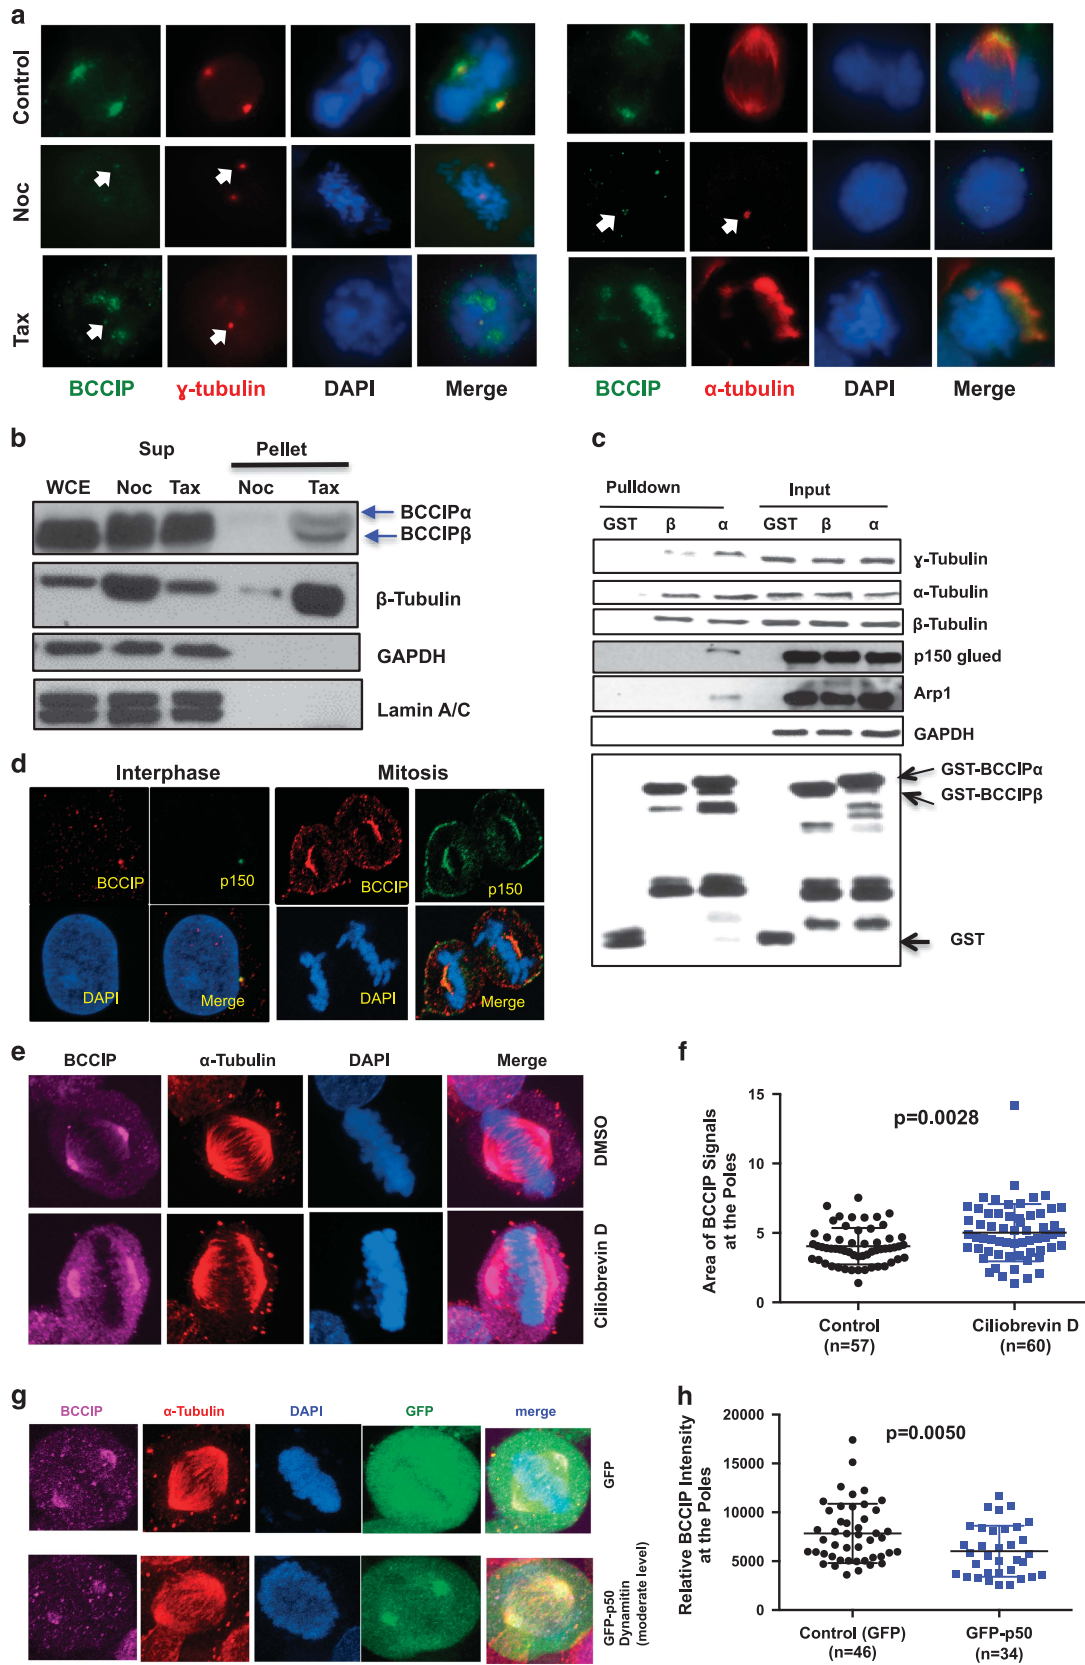 a
Control
Noc
Tax
BCCIP γ-tubulin DAPI Merge
BCCIP α-tubulin DAPI Merge
b
Sup Pellet
WCE Noc Tax Noc Tax
BCCIPα
BCCIPβ
β-Tubulin
GAPDH
Lamin A/C
c
Pulldown Input
GST β α GST β α
γ-Tubulin
α-Tubulin
β-Tubulin
p150 glued
Arp1
GAPDH
GST-BCCIPα
GST-BCCIPβ
GST
d
Interphase Mitosis
BCCIP p150 BCCIP p150
DAPI Merge DAPI Merge
e
BCCIP α-Tubulin DAPI Merge
DMSO
Ciliobrevin D
f
Area of BCCIP Signals
at the Poles
15
10
5
0
p=0.0028
Control
(n=57)
Ciliobrevin D
(n=60)
g
BCCIP α-Tubulin DAPI GFP merge
GFP
GFP-p50
Dynamitin
(moderate level)
h
Relative BCCIP Intensity
at the Poles
20000
15000
10000
5000
0
p=0.0050
Control (GFP)
(n=46)
GFP-p50
(n=34)